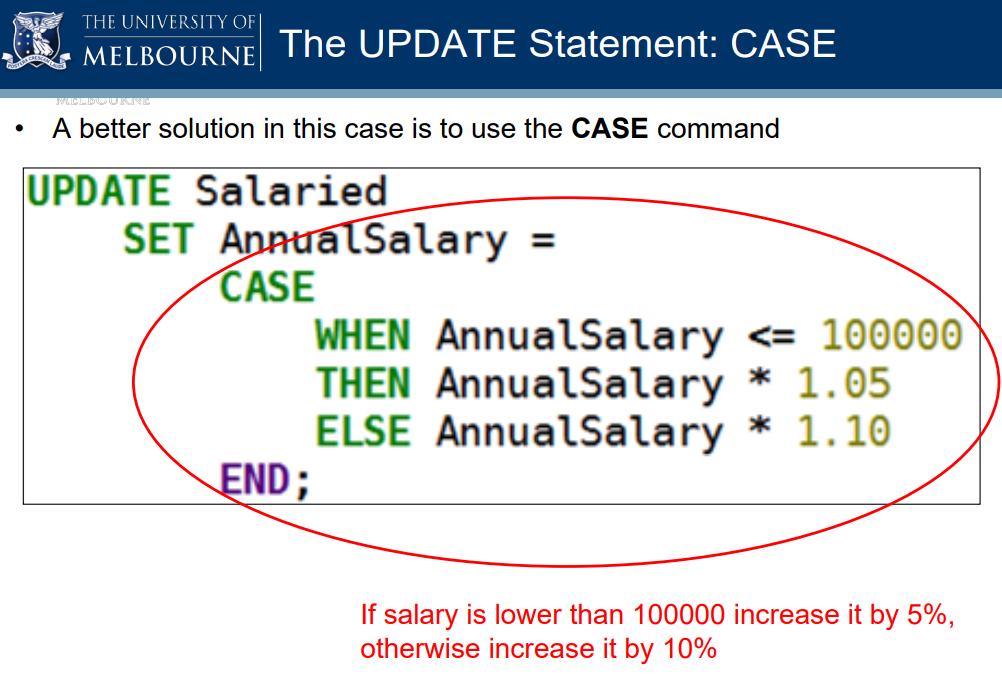 THE UNIVERSITY OF
MELBOURNE
The UPDATE Statement: CASE
MELBOURNE
• A better solution in this case is to use the CASE command
UPDATE Salaried
SET AnnualSalary =
CASE
WHEN AnnualSalary <= 100000
THEN AnnualSalary * 1.05
ELSE AnnualSalary * 1.10
END;
If salary is lower than 100000 increase it by 5%,
otherwise increase it by 10%